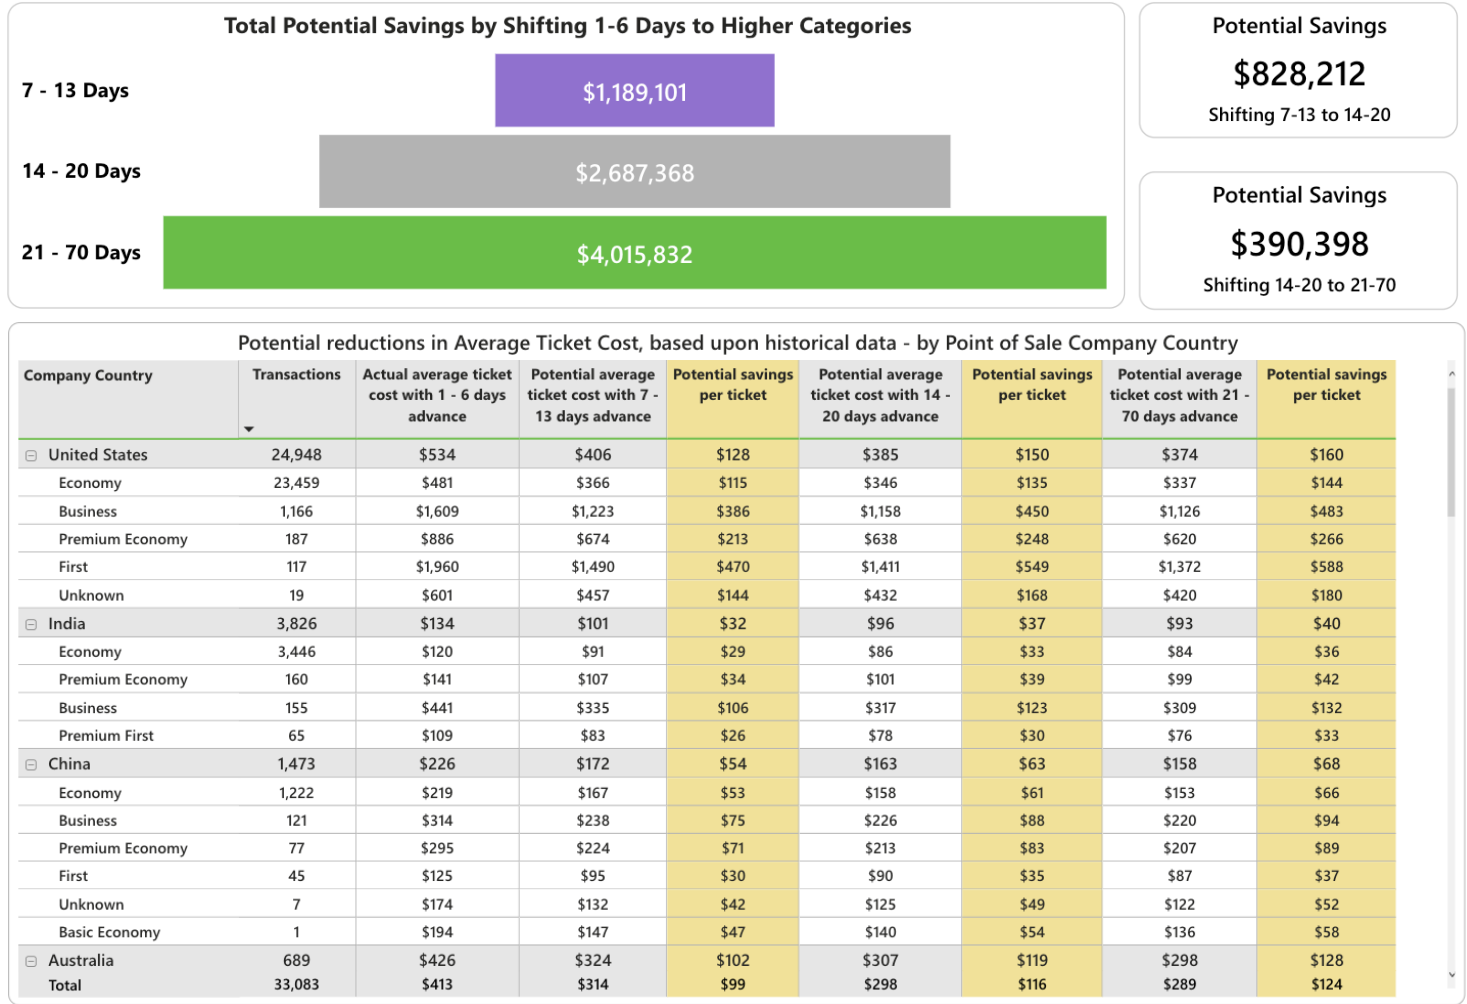 Total Potential Savings by Shifting 1-6 Days to Higher Categories
7 - 13 Days
$1,189,101
14 - 20 Days
$2,687,368
21 - 70 Days
$4,015,832
Potential Savings
$828,212
Shifting 7-13 to 14-20
Potential Savings
$390,398
Shifting 14-20 to 21-70
Potential reductions in Average Ticket Cost, based upon historical data - by Point of Sale Company Country
Company Country Transactions Actual average ticket cost with 1 - 6 days advance Potential average ticket cost with 7 - 13 days advance Potential savings per ticket Potential average ticket cost with 14 - 20 days advance Potential savings per ticket Potential average ticket cost with 21 - 70 days advance Potential savings per ticket
United States 24,948 $534 $406 $128 $385 $150 $374 $160
Economy 23,459 $481 $366 $115 $346 $135 $337 $144
Business 1,166 $1,609 $1,223 $386 $1,158 $450 $1,126 $483
Premium Economy 187 $886 $674 $213 $638 $248 $620 $266
First 117 $1,960 $1,490 $470 $1,411 $549 $1,372 $588
Unknown 19 $601 $457 $144 $432 $168 $420 $180
India 3,826 $134 $101 $32 $96 $37 $93 $40
Economy 3,446 $120 $91 $29 $86 $33 $84 $36
Premium Economy 160 $141 $107 $34 $101 $39 $99 $42
Business 155 $441 $335 $106 $317 $123 $309 $132
Premium First 65 $109 $83 $26 $78 $30 $76 $33
China 1,473 $226 $172 $54 $163 $63 $158 $68
Economy 1,222 $219 $167 $53 $158 $61 $153 $66
Business 121 $314 $238 $75 $226 $88 $220 $94
Premium Economy 77 $295 $224 $71 $213 $83 $207 $89
First 45 $125 $95 $30 $90 $35 $87 $37
Unknown 7 $174 $132 $42 $125 $49 $122 $52
Basic Economy 1 $194 $147 $47 $140 $54 $136 $58
Australia 689 $426 $324 $102 $307 $119 $298 $128
Total 33,083 $413 $314 $99 $298 $116 $289 $124